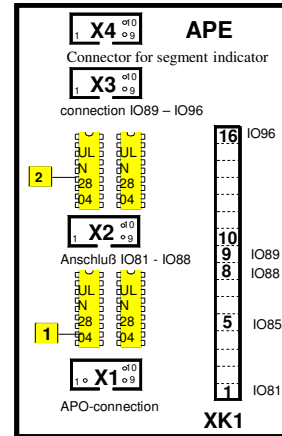 1 X4 10 9
APE
Connector for segment indicator
X3 10
1 9
connection IO89 – IO96
16 IO96
UL UL
N N
28 28
04 04
2
1 X2 10 9
10
9 IO89
8 IO88
Anschluß IO81 - IO88
UL UL
N N
28 28
04 04
1
5 IO85
1 X1 10 9
1 IO81
APO-connection
XK1